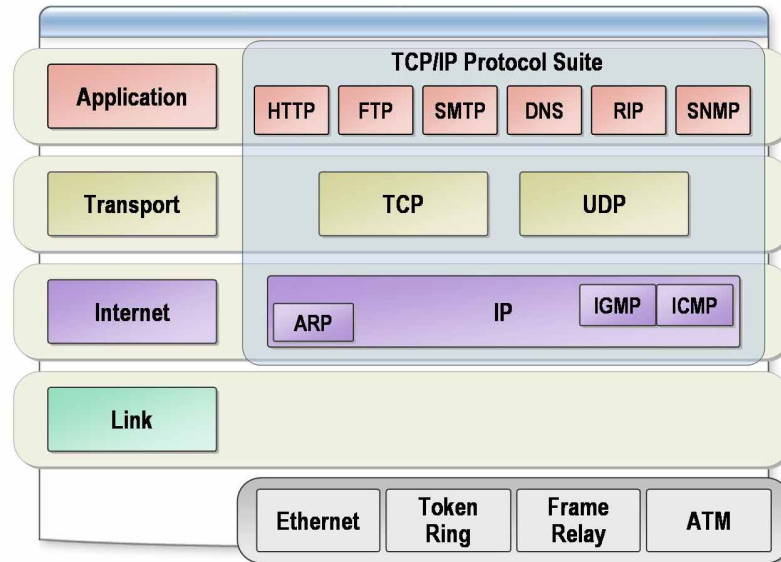 TCP/IP Protocol Suite
Application
HTTP
FTP
SMTP
DNS
RIP
SNMP
Transport
TCP
UDP
Internet
ARP
IP
IGMP
ICMP
Link
Ethernet
Token
Ring
Frame
Relay
ATM